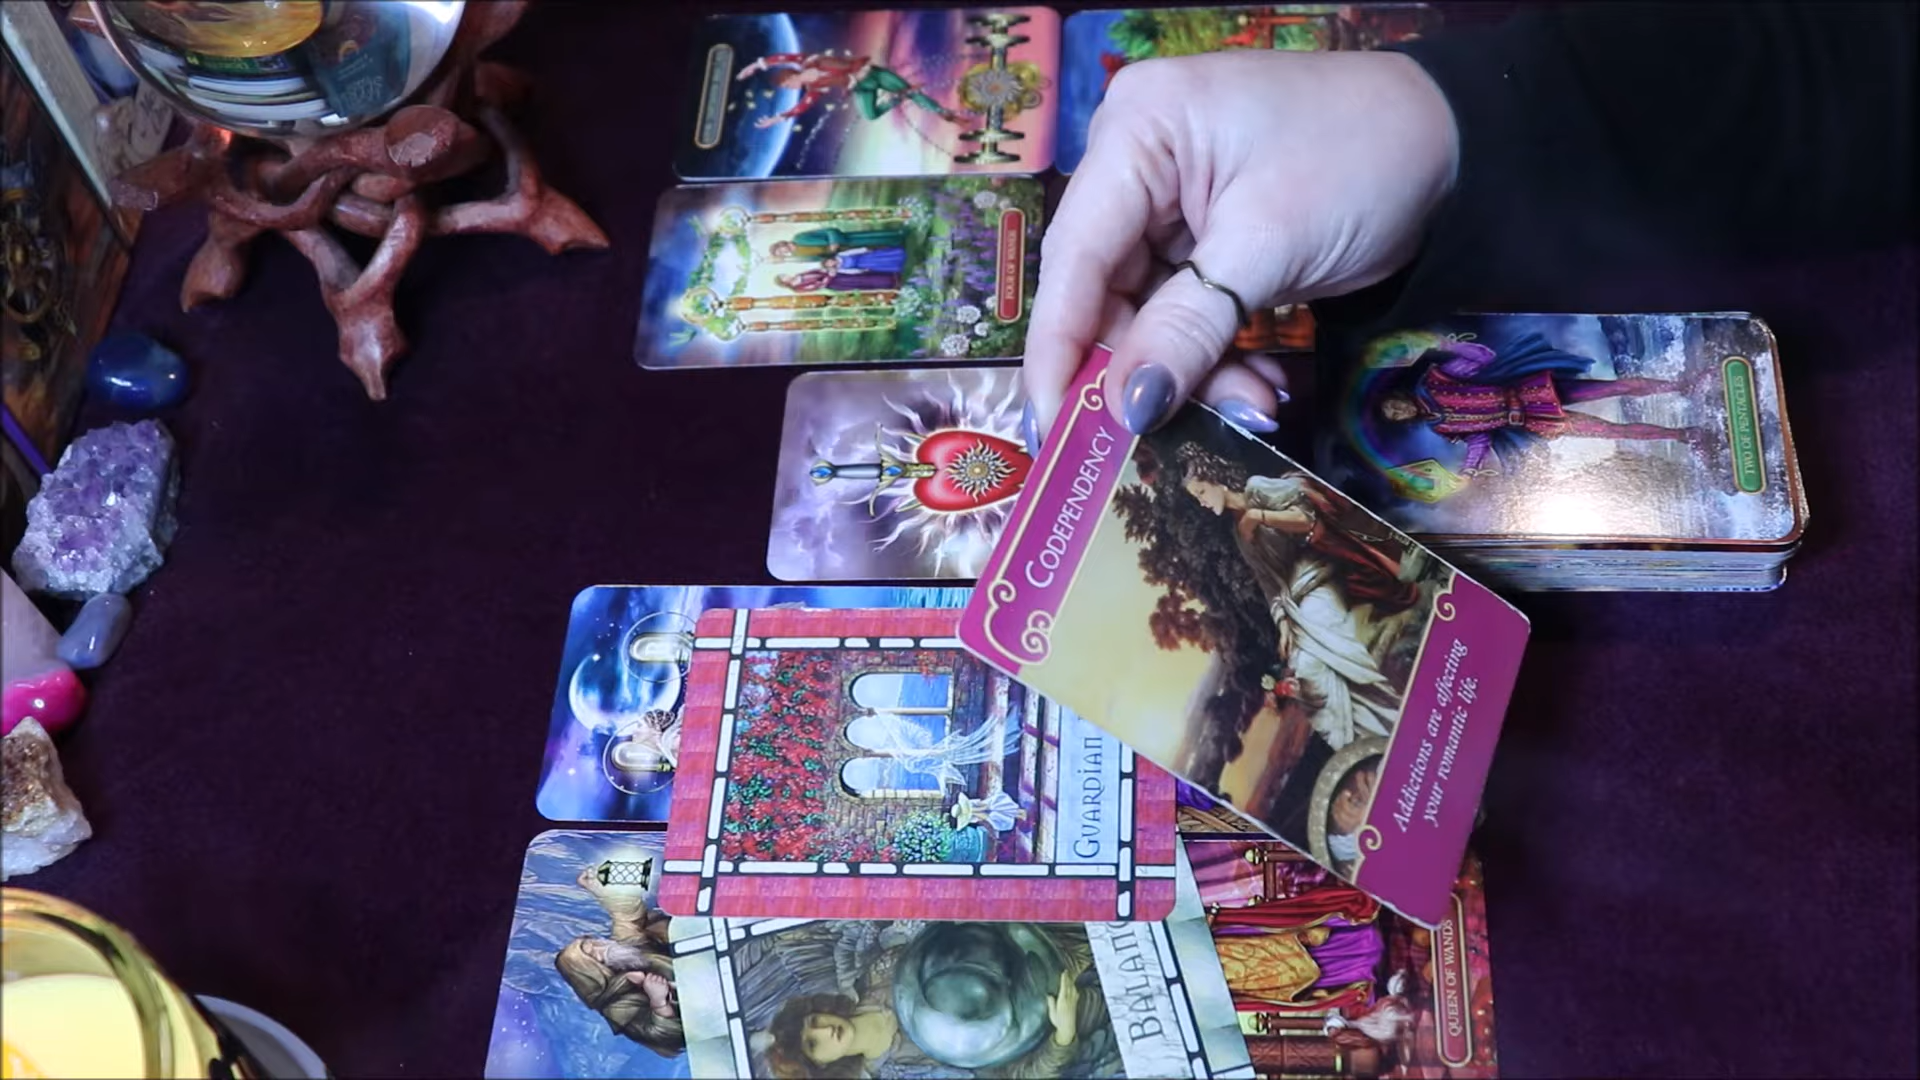 FOUR OF WANDS
TWO OF PENTACLES
CODEPENDENCY
Addictions are affecting
your romantic life.
GUARDIAN
BALANC
QUEEN OF WANDS